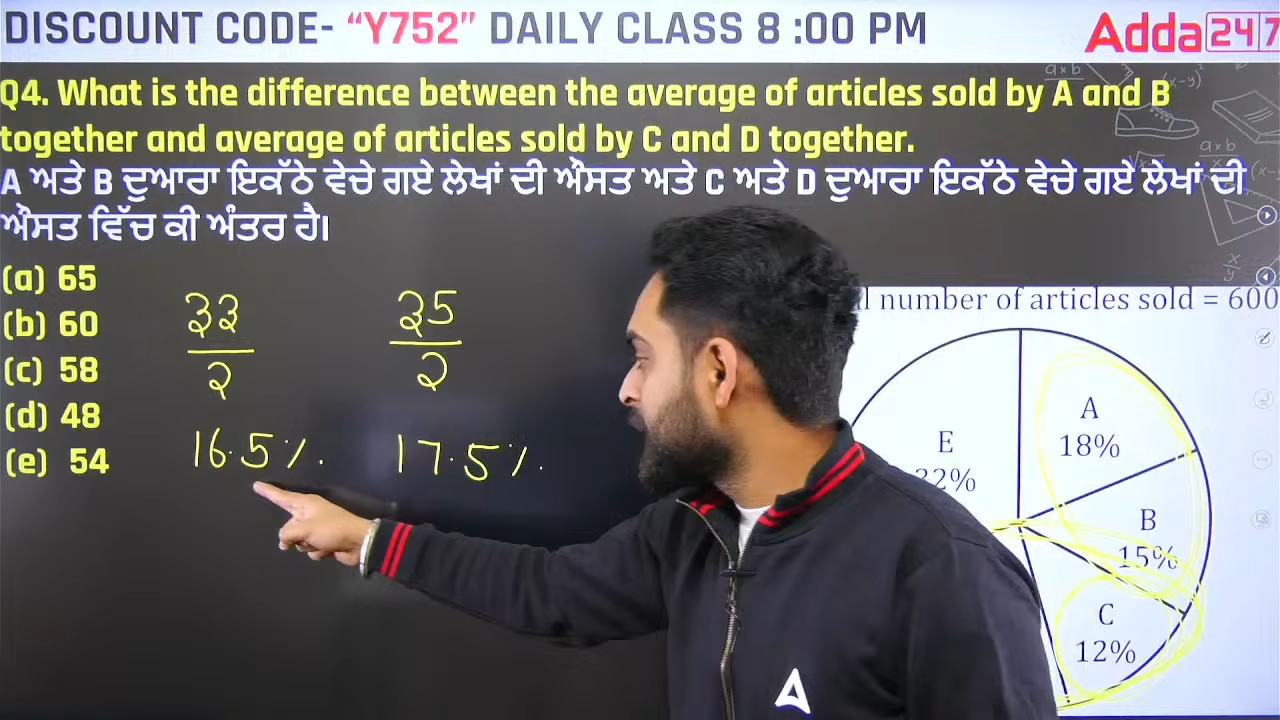 DISCOUNT CODE- “Y752” DAILY CLASS 8 :00 PM
Adda247
Q4. What is the difference between the average of articles sold by A and B
together and average of articles sold by C and D together.
A ਅਤੇ B ਦੁਆਰਾ ਇਕੱਠੇ ਵੇਚੇ ਗਏ ਲੇਖਾਂ ਦੀ ਔਸਤ ਅਤੇ C ਅਤੇ D ਦੁਆਰਾ ਇਕੱਠੇ ਵੇਚੇ ਗਏ ਲੇਖਾਂ ਦੀ
ਔਸਤ ਵਿੱਚ ਕੀ ਅੰਤਰ ਹੈ।
(a) 65
(b) 60
(c) 58
(d) 48
(e) 54
33
2
16.5%.
35
2
17.5%.
number of articles sold = 600
E
A
18%
B
15%
C
12%